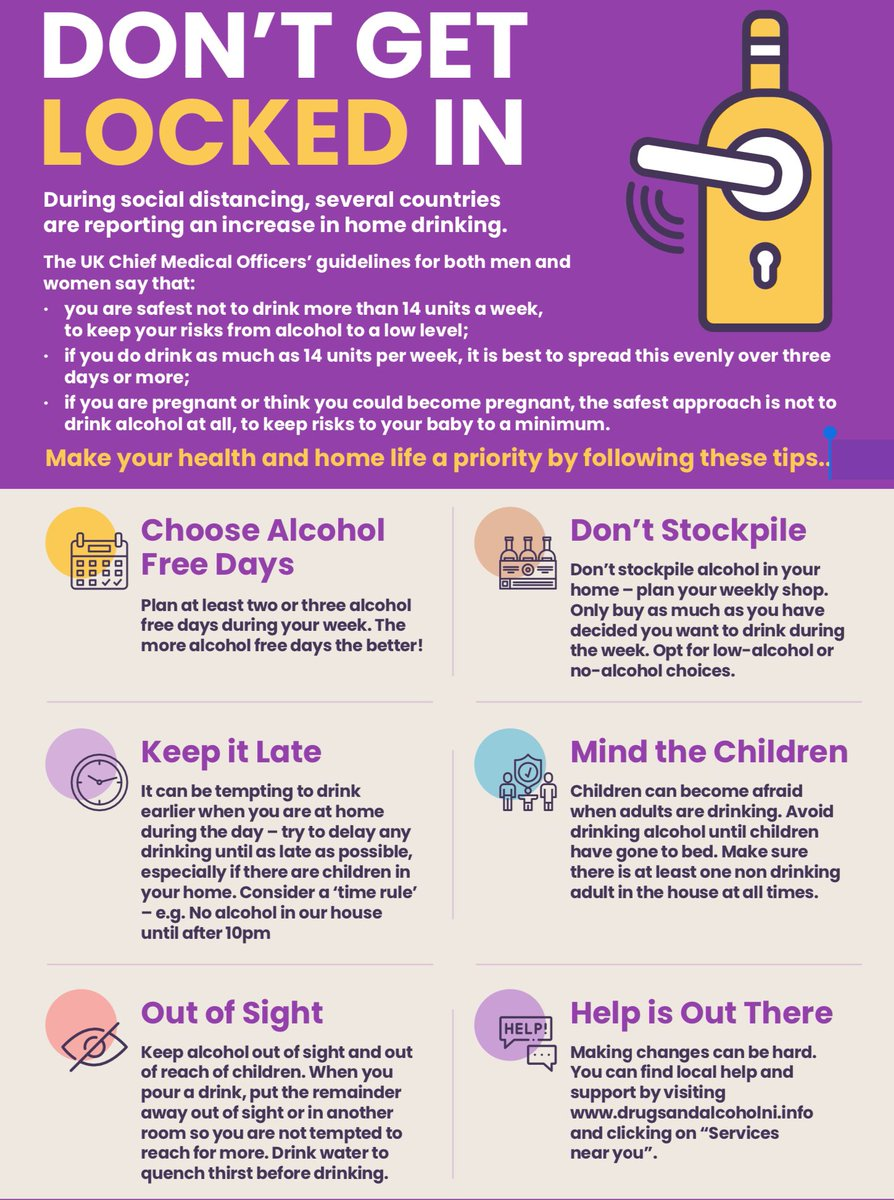 DON'T GET
LOCKED IN
During social distancing, several countries
are reporting an increase in home drinking.
The UK Chief Medical Officers' guidelines for both men and
women say that:
· you are safest not to drink more than 14 units a week,
to keep your risks from alcohol to a low level;
· if you do drink as much as 14 units per week, it is best to spread this evenly over three
days or more;
· if you are pregnant or think you could become pregnant, the safest approach is not to
drink alcohol at all, to keep risks to your baby to a minimum.
Make your health and home life a priority by following these tips..
Choose Alcohol
Free Days
Plan at least two or three alcohol
free days during your week. The
more alcohol free days the better!
Don't Stockpile
Don't stockpile alcohol in your
home – plan your weekly shop.
Only buy as much as you have
decided you want to drink during
the week. Opt for low-alcohol or
no-alcohol choices.
Keep it Late
It can be tempting to drink
earlier when you are at home
during the day – try to delay any
drinking until as late as possible,
especially if there are children in
your home. Consider a 'time rule'
– e.g. No alcohol in our house
until after 10pm
Mind the Children
Children can become afraid
when adults are drinking. Avoid
drinking alcohol until children
have gone to bed. Make sure
there is at least one non drinking
adult in the house at all times.
Out of Sight
Keep alcohol out of sight and out
of reach of children. When you
pour a drink, put the remainder
away out of sight or in another
room so you are not tempted to
reach for more. Drink water to
quench thirst before drinking.
HELP!
Help is Out There
Making changes can be hard.
You can find local help and
support by visiting
www.drugsandalcoholni.info
and clicking on "Services
near you".